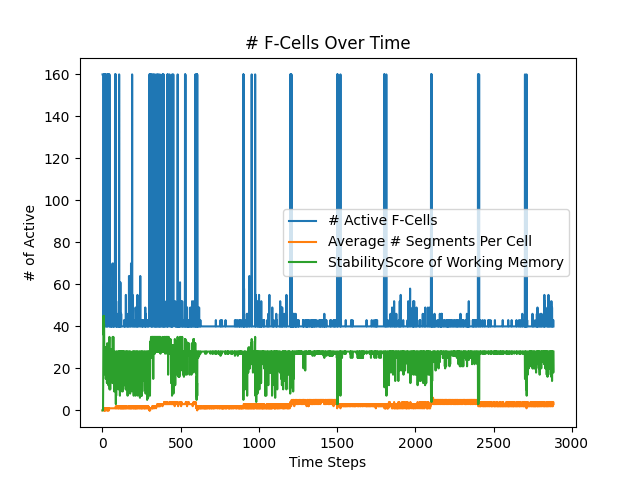 # F-Cells Over Time
# of Active
160
140
120
100
80
60
40
20
0
# Active F-Cells
Average # Segments Per Cell
StabilityScore of Working Memory
0 500 1000 1500 2000 2500 3000
Time Steps